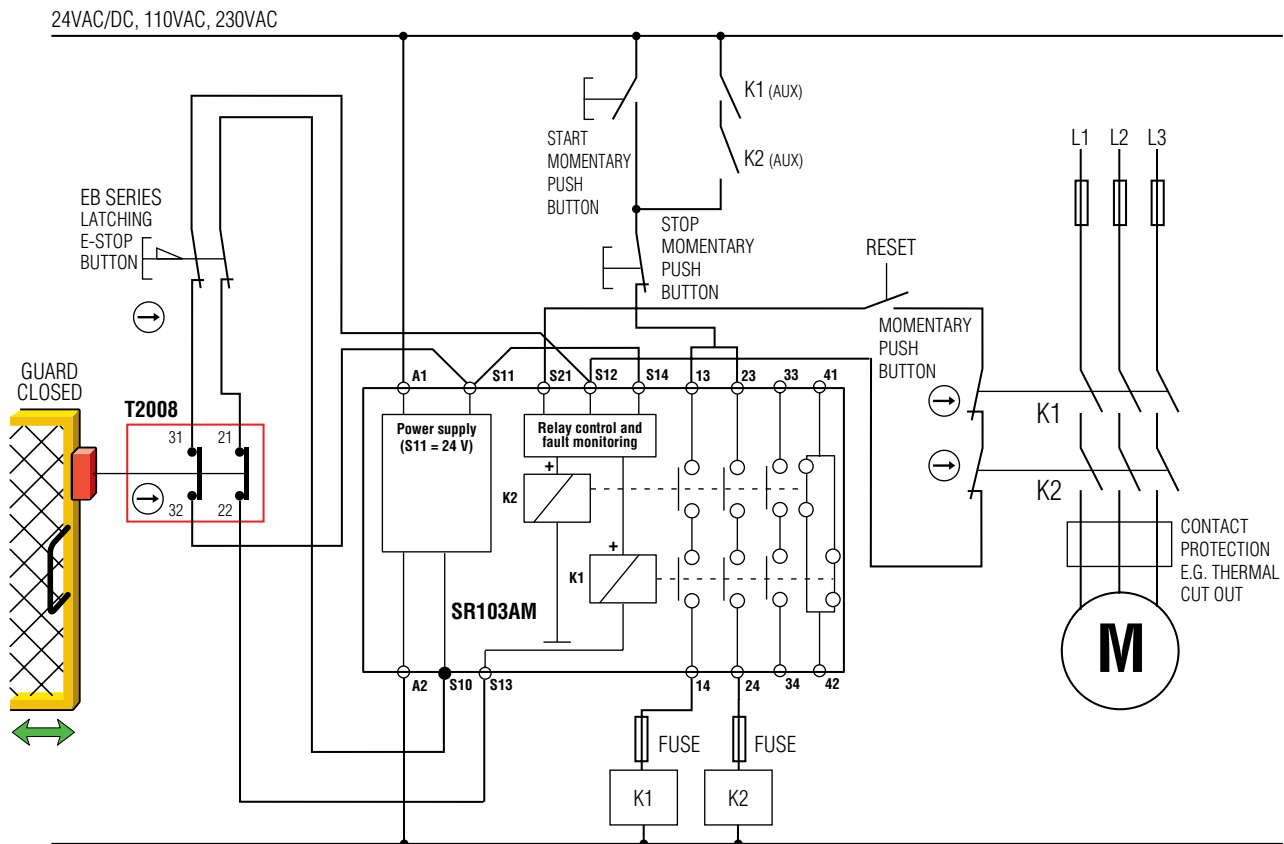 24VAC/DC, 110VAC, 230VAC
K1 (AUX)
K2 (AUX)
START
MOMENTARY
PUSH
BUTTON
L1
L2
L3
EB SERIES
LATCHING
E-STOP
BUTTON
STOP
MOMENTARY
PUSH
BUTTON
RESET
MOMENTARY
PUSH
BUTTON
GUARD
CLOSED
T2008
31
21
32
22
A1
S11
S21
S12
S14
13
23
33
41
Power supply
(S11 = 24 V)
Relay control and
fault monitoring
+
K2
+
K1
SR103AM
K1
K2
CONTACT
PROTECTION
E.G. THERMAL
CUT OUT
M
A2
S10
S13
14
24
34
42
FUSE
FUSE
K1
K2